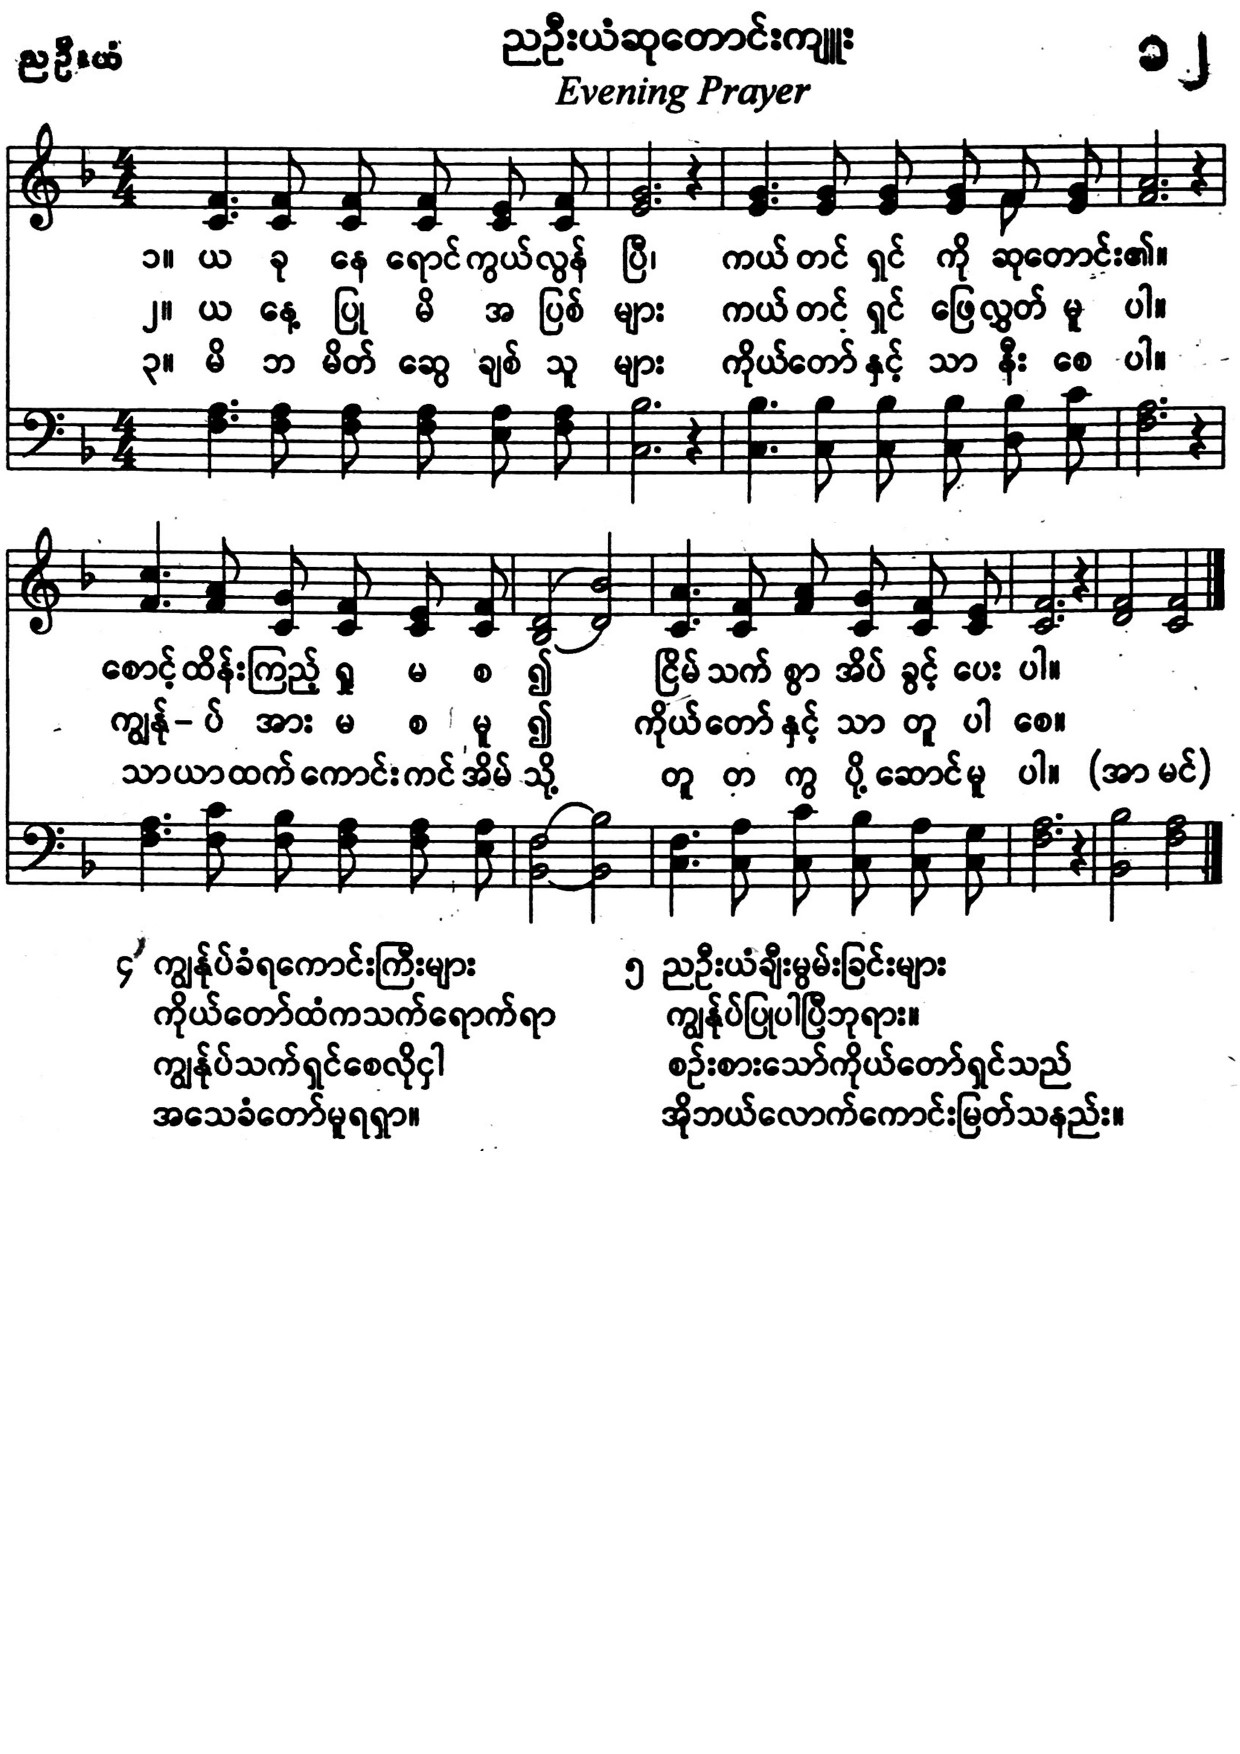 ညဦးယံ
ညဦးယံဆုတောင်းကျူး
၁၂
Evening Prayer
၁။ ယ ခု နေ ရောင် ကွယ် လွန် ပြီ၊ ကယ် တင် ရှင် ကို ဆုတောင်း၏။
၂။ ယ နေ့ ပြု မိ အ ပြစ် များ ကယ် တင် ရှင် ဖြေလွှတ် မူ ပါ။
၃။ မိ ဘ မိတ် ဆွေ ချစ် သူ များ ကိုယ်တော် နှင့် သာ နီး စေ ပါ။
စောင့် ထိန်းကြည့် ရှု မ စ ၍ ငြိမ် သက် စွာ အိပ် ခွင့် ပေး ပါ။
ကျွန်ု – ပ် အား မ စ မူ ၍ ကိုယ်တော် နှင့် သာ တူ ပါ စေ။
သာယာထက် ကောင်းကင် အိမ် သို့ တူ တ ကွ ပို့ ဆောင်မူ ပါ။ (အာ မင်)
၄ ကျွန်ုပ်ခံရကောင်းကြီးများ
ကိုယ်တော်ထံကသက်ရောက်ရာ
ကျွန်ုပ်သက်ရှင်စေလိုငှါ
အသေခံတော်မူရရှာ။
၅ ညဦးယံချီးမွမ်းခြင်းများ
ကျွန်ုပ်ပြုပါပြီဘုရား။
စဉ်းစားသော်ကိုယ်တော်ရှင်သည်
အိုဘယ်လောက်ကောင်းမြတ်သနည်း။